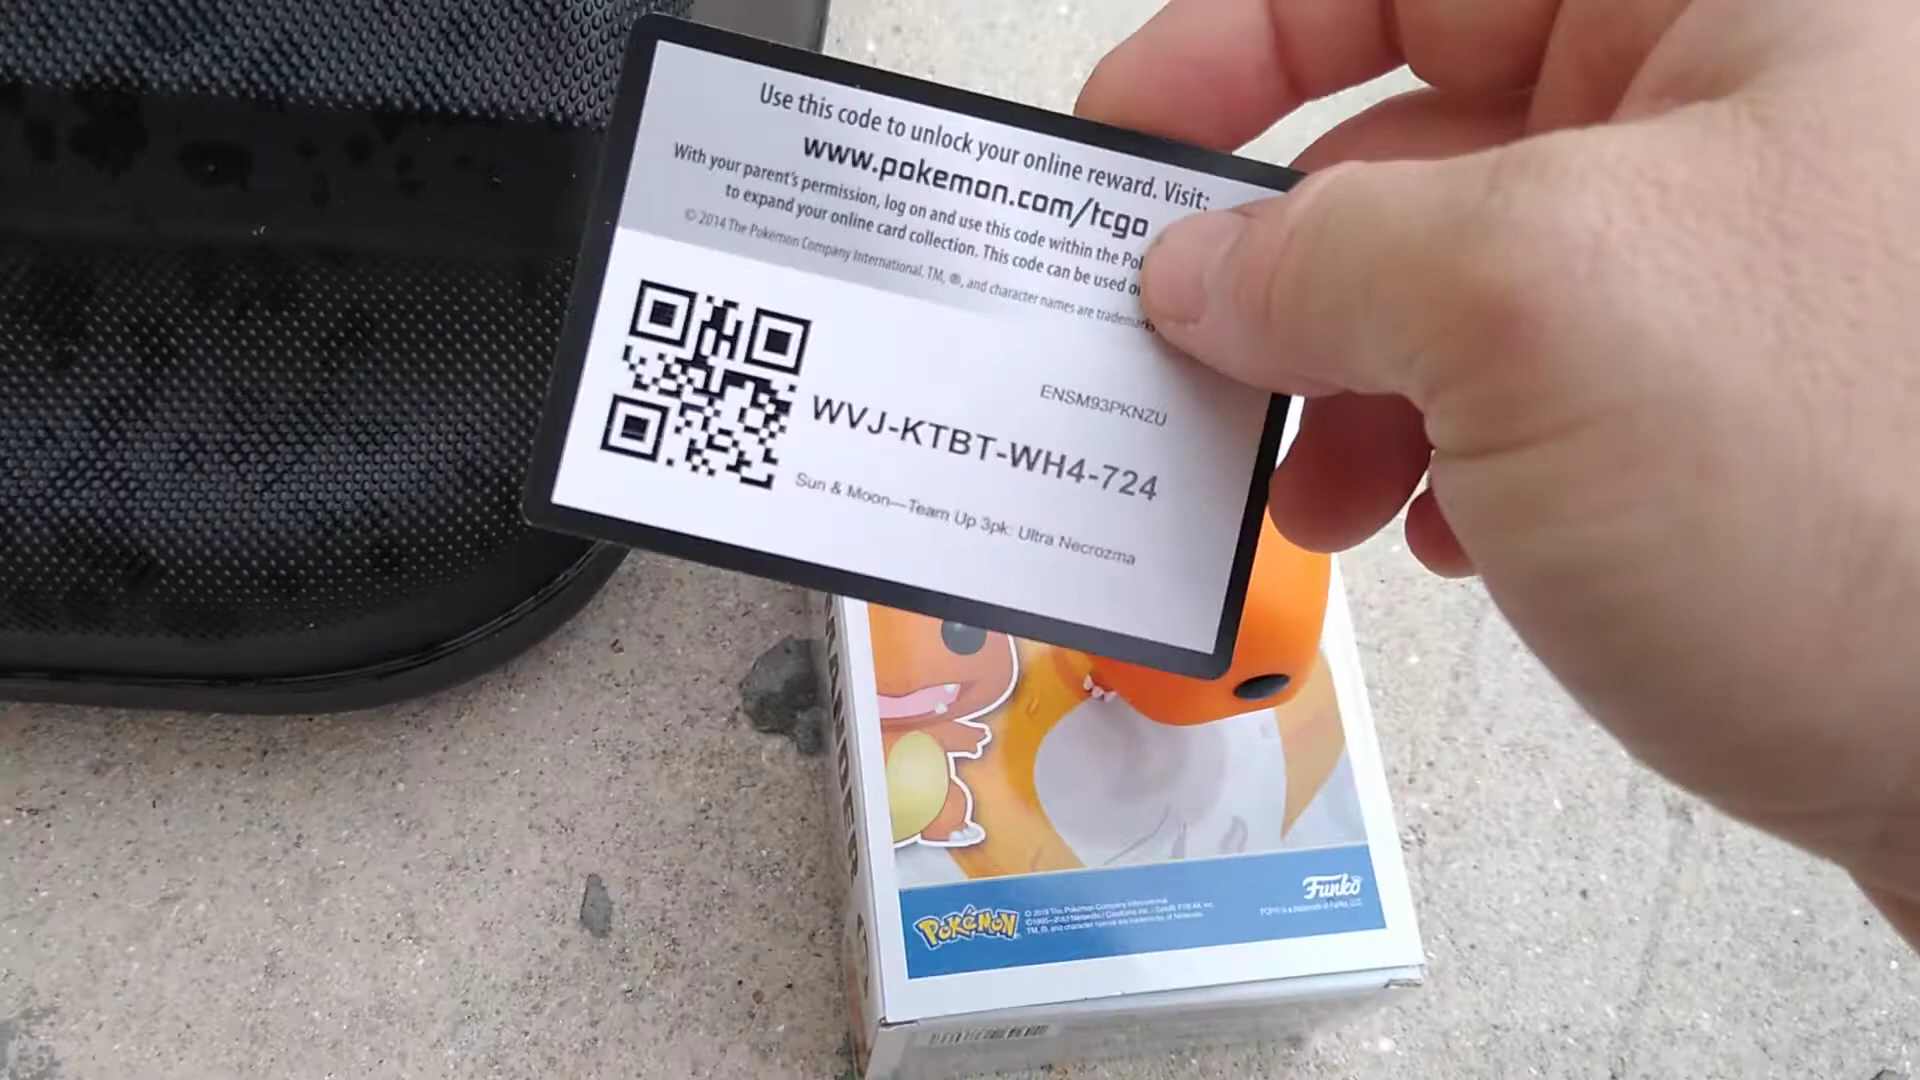 Use this code to unlock your online reward. Visit:
www.pokemon.com/tcgo
With your parent's permission, log on and use this code within the
to expand your online card collection. This code can be used
© 2014 The Pokémon Company International. TM, ®, and character names are trademarks
ENSM93PKNZU
WVJ-KTBT-WH4-724
Sun & Moon—Team Up 3pk: Ultra Necrozma
POKéMON
Funko